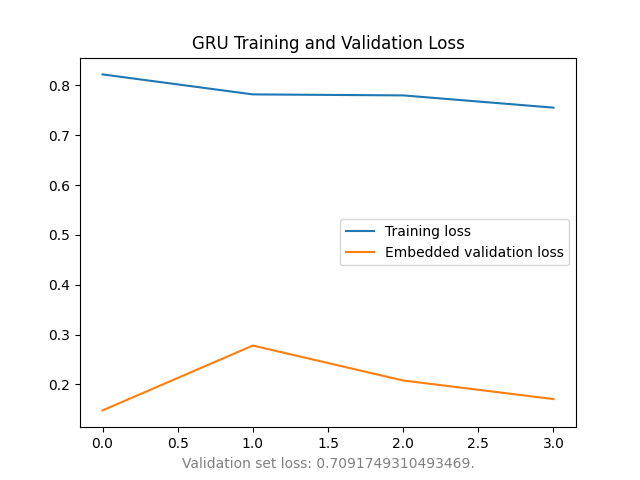 GRU Training and Validation Loss
0.8
0.7
0.6
0.5
0.4
0.3
0.2
Training loss
Embedded validation loss
0.0 0.5 1.0 1.5 2.0 2.5 3.0
Validation set loss: 0.7091749310493469.